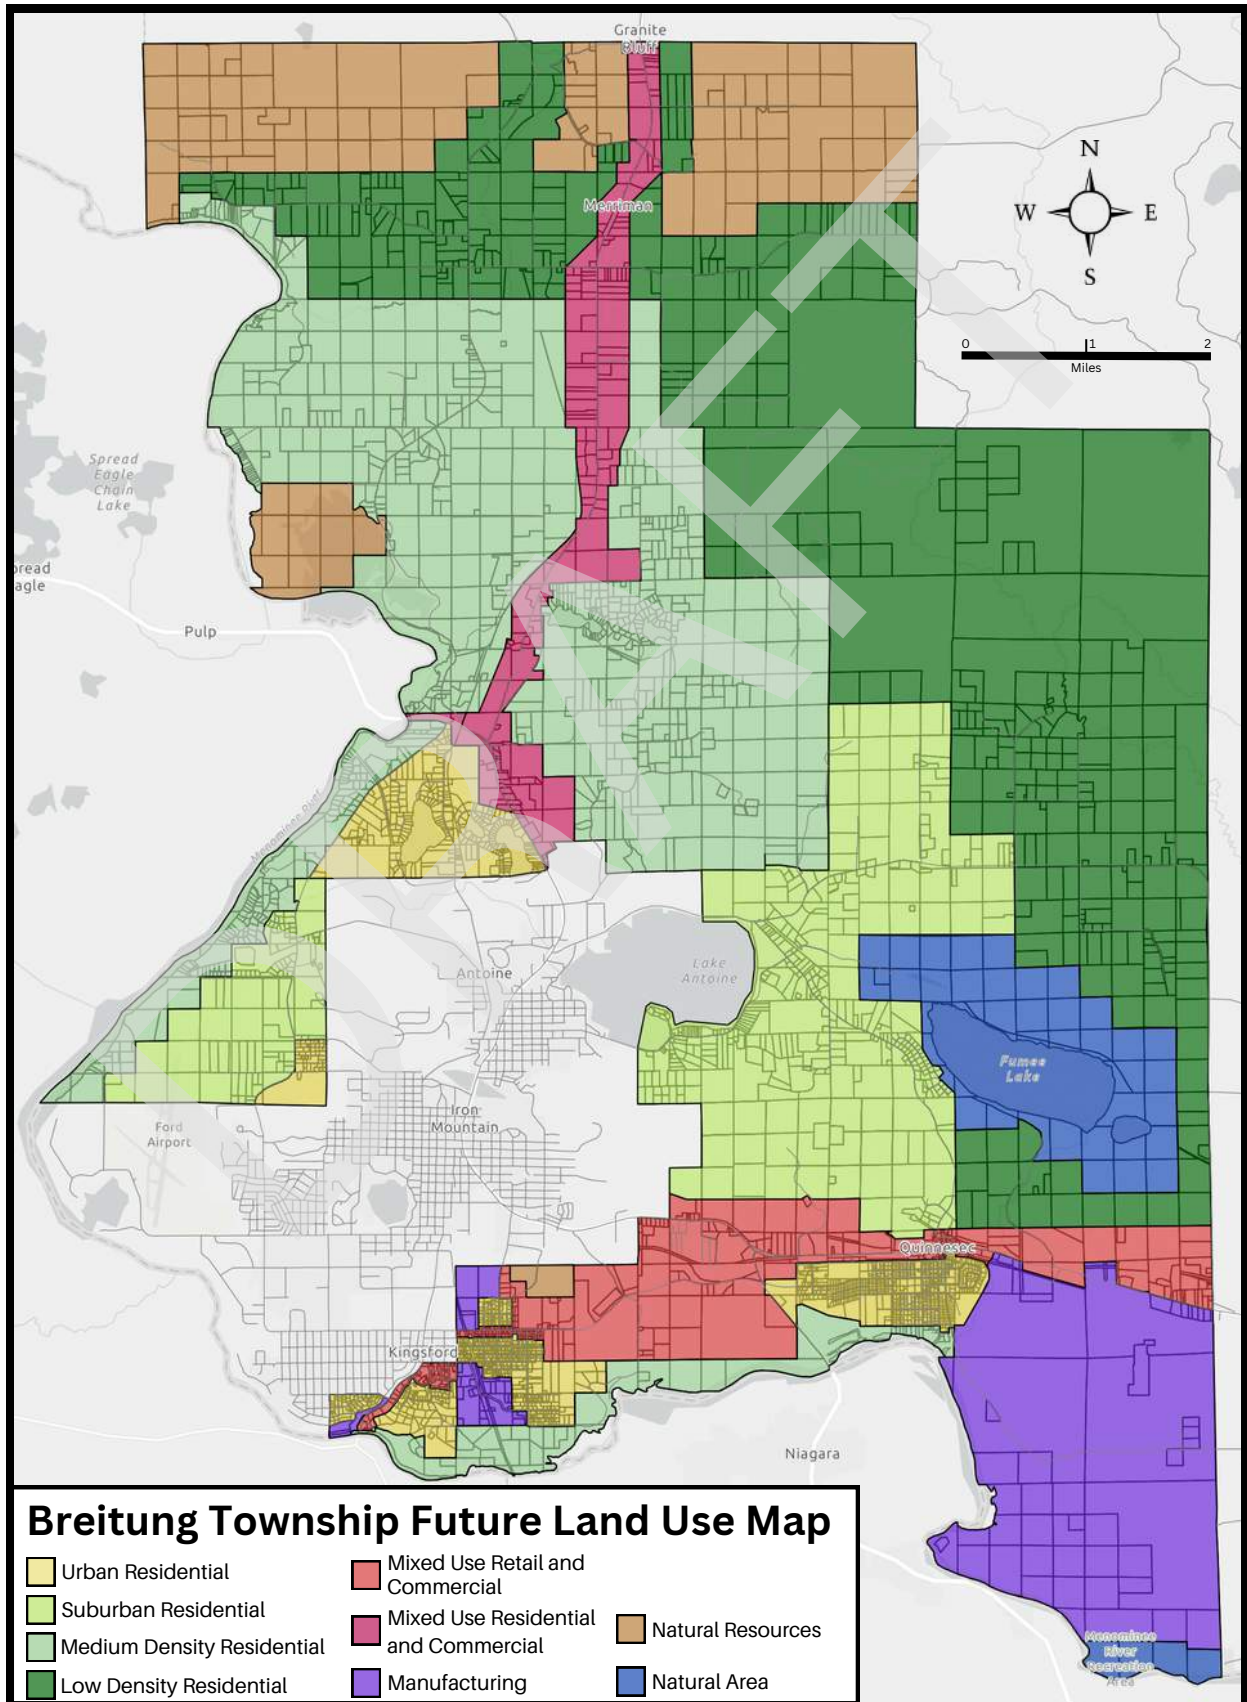 Granite
Bluff
N
W
E
S
Merriman
0
1
2
Miles
Spread
Eagle
Chain
Lake
pread
agle
Pulp
Menominee River
Lake
Antoine
Antoine
Fumee
Lake
Iron
Mountain
Ford
Airport
Quinnesec
Kingsford
Niagara
Menominee
River
Recreation
Area
DRAFT
Breitung Township Future Land Use Map
Urban Residential
Suburban Residential
Medium Density Residential
Low Density Residential
Mixed Use Retail and
Commercial
Mixed Use Residential
and Commercial
Manufacturing
Natural Resources
Natural Area